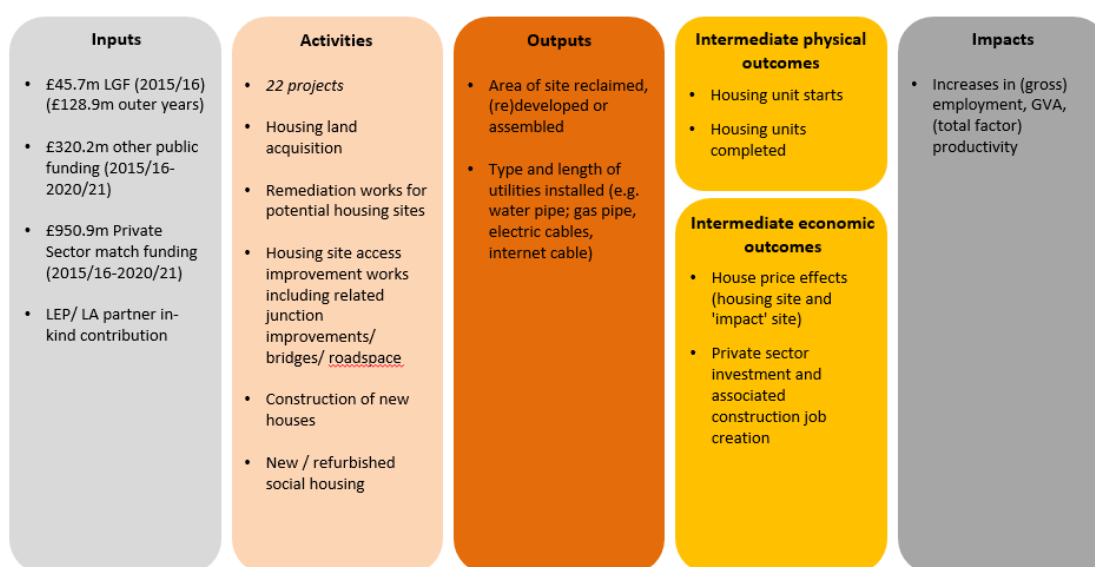 Inputs
• £45.7m LGF (2015/16)
(£128.9m outer years)
• £320.2m other public
funding (2015/16-
2020/21)
• £950.9m Private
Sector match funding
(2015/16-2020/21)
• LEP/ LA partner in-
kind contribution
Activities
• 22 projects
• Housing land
acquisition
• Remediation works for
potential housing sites
• Housing site access
improvement works
including related
junction
improvements/
bridges/ roadspace
• Construction of new
houses
• New / refurbished
social housing
Outputs
• Area of site reclaimed,
(re)developed or
assembled
• Type and length of
utilities installed (e.g.
water pipe; gas pipe,
electric cables,
internet cable)
Intermediate physical
outcomes
• Housing unit starts
• Housing units
completed
Intermediate economic
outcomes
• House price effects
(housing site and
'impact' site)
• Private sector
investment and
associated
construction job
creation
Impacts
• Increases in (gross)
employment, GVA,
(total factor)
productivity